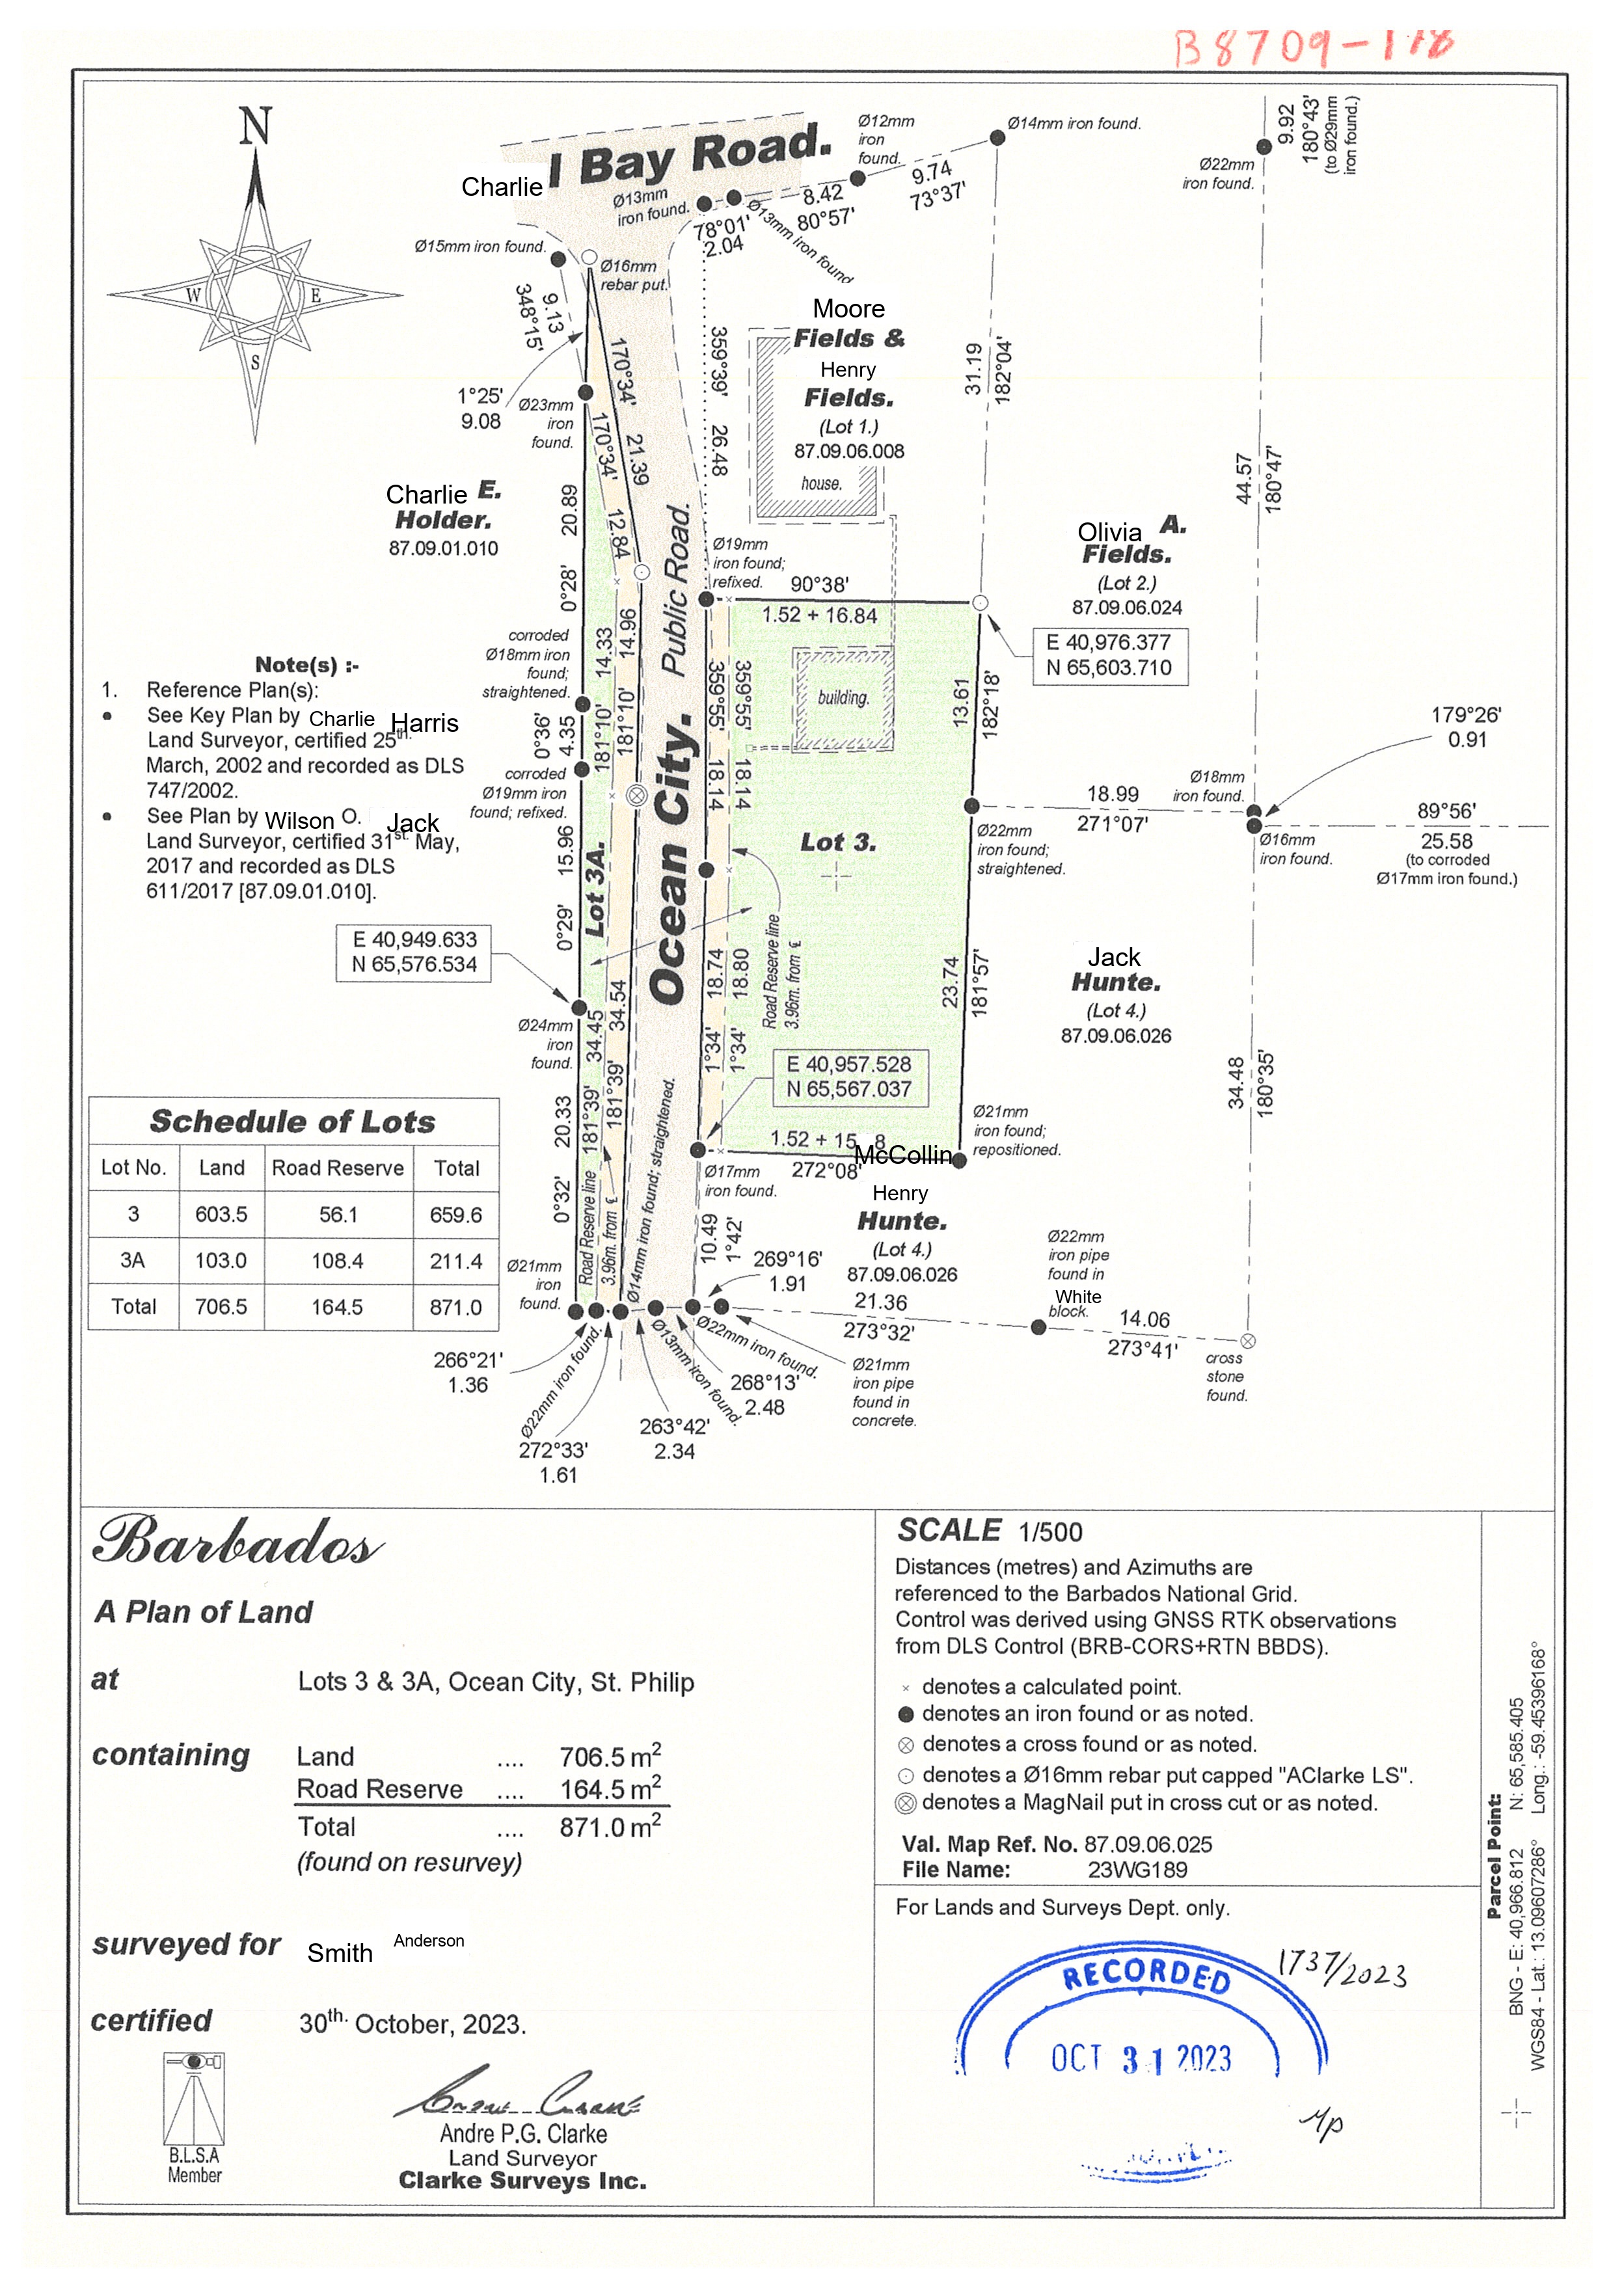 B8709-118
N
W
E
S
Charlie l Bay Road.
Ø12mm
iron
found.
Ø14mm iron found.
9.92
180°43'
(to Ø29mm
iron found.)
Ø22mm
iron found.
9.74
73°37'
8.42
80°57'
Ø13mm
iron found.
Ø13mm iron found
78°01'
2.04
Ø15mm iron found.
Ø16mm
rebar put.
9.13
348°15'
1°25'
9.08
Ø23mm
iron
found.
170°34'
21.39
170°34'
12.84
359°39'
26.48
Moore
Fields &
Henry
Fields.
(Lot 1.)
87.09.06.008
house.
31.19
182°04'
44.57
180°47'
Charlie E.
Holder.
87.09.01.010
20.89
0°28'
Olivia A.
Fields.
(Lot 2.)
87.09.06.024
Ø19mm
iron found;
refixed.
90°38'
1.52 + 16.84
E 40,976.377
N 65,603.710
Public Road.
Ocean City.
14.96
181°10'
14.33
181°10'
corroded
Ø18mm iron
found;
straightened.
4.35
0°36'
corroded
Ø19mm iron
found; refixed.
359°55'
18.14
359°55'
18.14
building.
13.61
182°18'
179°26'
0.91
Ø18mm
iron found.
18.99
271°07'
Ø22mm
iron found;
straightened.
Ø16mm
iron found.
89°56'
25.58
(to corroded
Ø17mm iron found.)
Note(s) :-
1. Reference Plan(s):
• See Key Plan by Charlie Harris
Land Surveyor, certified 25th.
March, 2002 and recorded as DLS
747/2002.
• See Plan by Wilson O. Jack
Land Surveyor, certified 31st. May,
2017 and recorded as DLS
611/2017 [87.09.01.010].
Lot 3A.
Lot 3.
15.96
0°29'
E 40,949.633
N 65,576.534
Ø24mm
iron
found.
34.45
181°39'
34.54
181°39'
18.74
1°34'
18.80
1°34'
Road Reserve line
3.96m. from ℄
23.74
181°57'
Jack
Hunte.
(Lot 4.)
87.09.06.026
34.48
180°35'
E 40,957.528
N 65,567.037
Ø21mm
iron found;
repositioned.
1.52 + 15. 8
272°08'
McCollin
Ø17mm
iron found.
Henry
Hunte.
(Lot 4.)
87.09.06.026
20.33
0°32'
Road Reserve line
3.96m. from ℄
Ø14mm iron found; straightened.
10.49
1°42'
269°16'
1.91
21.36
273°32'
Ø22mm
iron pipe
found in
White
block.
14.06
273°41'
cross
stone
found.
Ø21mm
iron
found.
266°21'
1.36
Ø22mm iron found.
272°33'
1.61
263°42'
2.34
Ø13mm iron found.
268°13'
2.48
Ø22mm iron found.
Ø21mm
iron pipe
found in
concrete.
Schedule of Lots
Lot No. Land Road Reserve Total
3 603.5 56.1 659.6
3A 103.0 108.4 211.4
Total 706.5 164.5 871.0
Barbados
A Plan of Land
at Lots 3 & 3A, Ocean City, St. Philip
containing Land .... 706.5 m²
Road Reserve .... 164.5 m²
Total .... 871.0 m²
(found on resurvey)
surveyed for Smith Anderson
certified 30th. October, 2023.
B.L.S.A
Member
Andre P.G. Clarke
Land Surveyor
Clarke Surveys Inc.
SCALE 1/500
Distances (metres) and Azimuths are
referenced to the Barbados National Grid.
Control was derived using GNSS RTK observations
from DLS Control (BRB-CORS+RTN BBDS).
× denotes a calculated point.
denotes an iron found or as noted.
denotes a cross found or as noted.
denotes a Ø16mm rebar put capped "AClarke LS".
denotes a MagNail put in cross cut or as noted.
Val. Map Ref. No. 87.09.06.025
File Name: 23WG189
For Lands and Surveys Dept. only.
RECORDED
1737/2023
OCT 31 2023
Parcel Point:
BNG - E: 40,966.812 N: 65,585.405
WGS84 - Lat.: 13.09607286° Long.: -59.45396168°